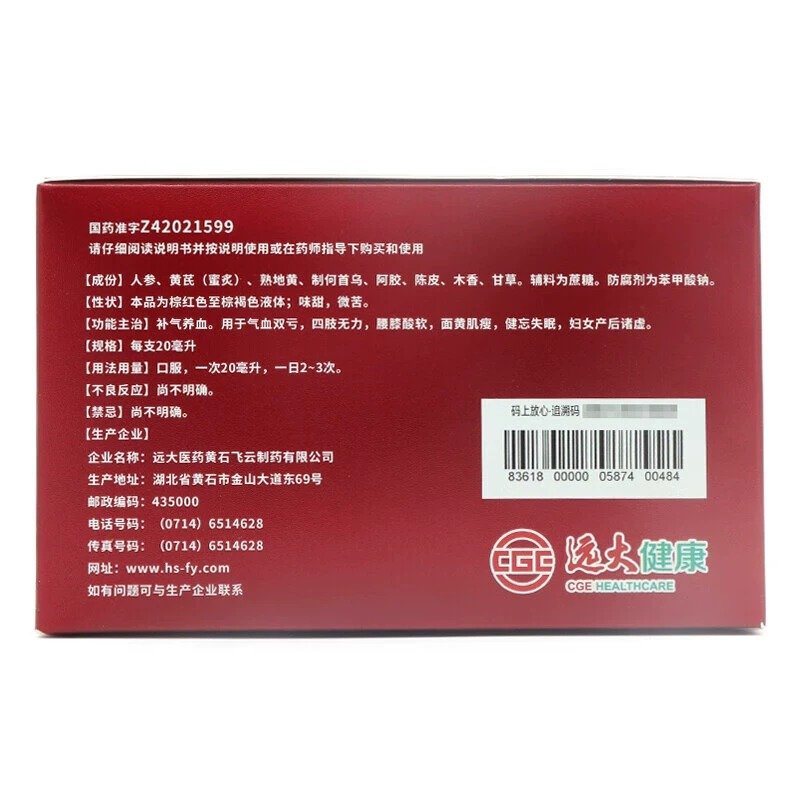 国药准字Z42021599
请仔细阅读说明书并按说明使用或在药师指导下购买和使用
【成份】人参、黄芪（蜜炙）、熟地黄、制何首乌、阿胶、陈皮、木香、甘草。辅料为蔗糖。防腐剂为苯甲酸钠。
【性状】本品为棕红色至棕褐色液体；味甜，微苦。
【功能主治】补气养血。用于气血双亏，四肢无力，腰膝酸软，面黄肌瘦，健忘失眠，妇女产后诸虚。
【规格】每支20毫升
【用法用量】口服，一次20毫升，一日2~3次。
【不良反应】尚不明确。
【禁忌】尚不明确。
【生产企业】
企业名称：远大医药黄石飞云制药有限公司
生产地址：湖北省黄石市金山大道东69号
邮政编码：435000
电话号码：（0714）6514628
传真号码：（0714）6514628
网址：www.hs-fy.com
如有问题可与生产企业联系
码上放心·追溯码
83618 00000 05874 00484
CGC 远大健康
CGE HEALTHCARE